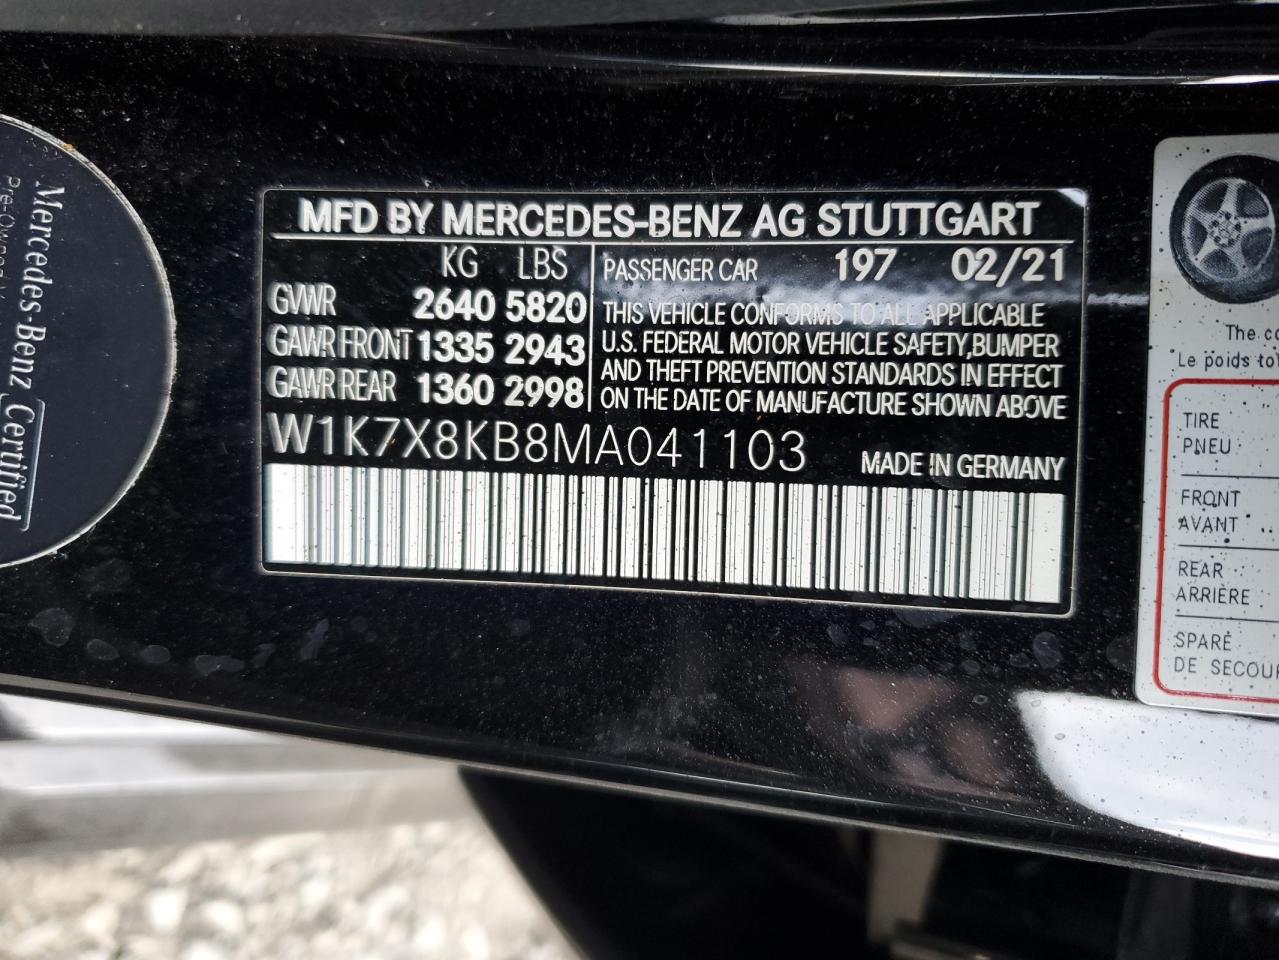 Mercedes-Benz Certified
MFD BY MERCEDES-BENZ AG STUTTGART
KG LBS
GVWR 2640 5820
GAWR FRONT 1335 2943
GAWR REAR 1360 2998
PASSENGER CAR 197 02/21
THIS VEHICLE CONFORMS TO ALL APPLICABLE
U.S. FEDERAL MOTOR VEHICLE SAFETY,BUMPER
AND THEFT PREVENTION STANDARDS IN EFFECT
ON THE DATE OF MANUFACTURE SHOWN ABOVE
W1K7X8KB8MA041103
MADE IN GERMANY
The
Le poids
TIRE
PNEU
FRONT
AVANT
REAR
ARRIÈRE
SPARE
DE